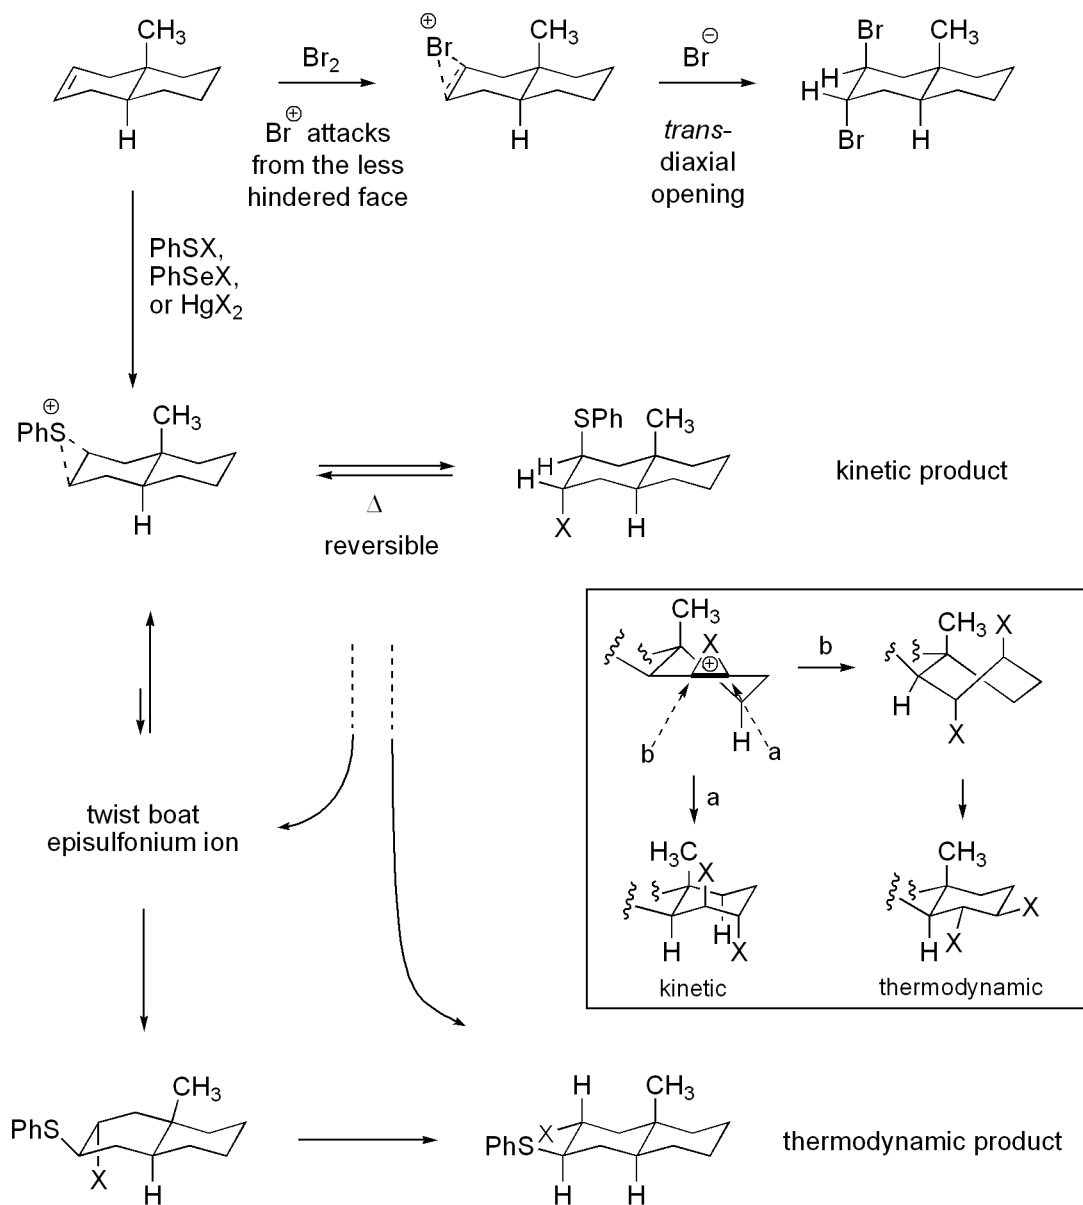 CH₃
H
Br₂
Br⊕ attacks
from the less
hindered face
⊕
Br
CH₃
H
Br⊖
trans-
diaxial
opening
Br
CH₃
H
H
Br
H
PhSX,
PhSeX,
or HgX₂
⊕
PhS
CH₃
H
Δ
reversible
SPh
CH₃
H
H
X
H
kinetic product
CH₃
X
⊕
H
b
a
b
CH₃
X
H
X
a
H₃C
X
H
H
X
kinetic
CH₃
X
H
X
thermodynamic
twist boat
episulfonium ion
CH₃
PhS
X
H
H
CH₃
X
PhS
H
H
thermodynamic product